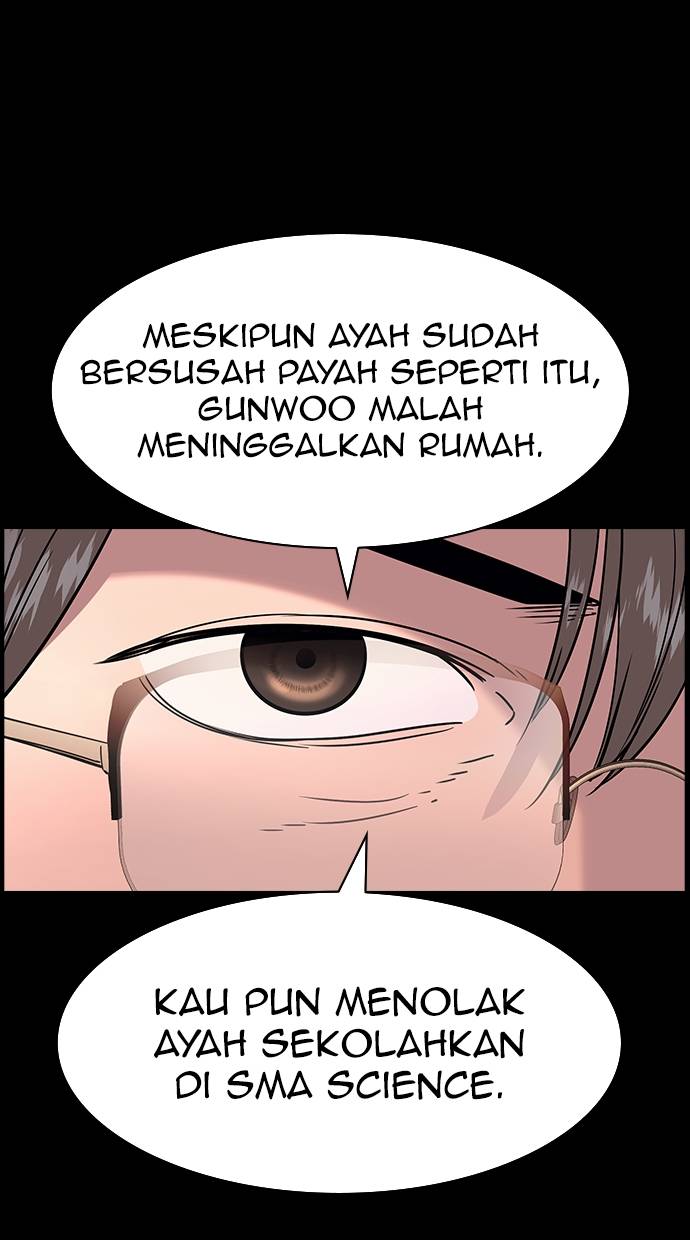 MESKIPUN AYAH SUDAH
BERSUSAH PAYAH SEPERTI ITU,
GUNWOO MALAH
MENINGGALKAN RUMAH.
KAU PUN MENOLAK
AYAH SEKOLAHKAN
DI SMA SCIENCE.